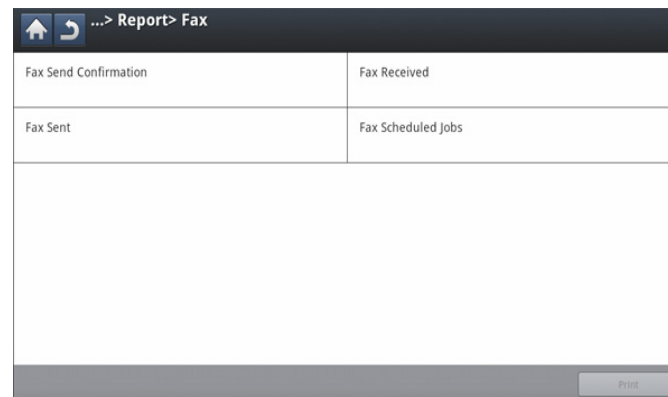 ...> Report> Fax
Fax Send Confirmation
Fax Received
Fax Sent
Fax Scheduled Jobs
Print